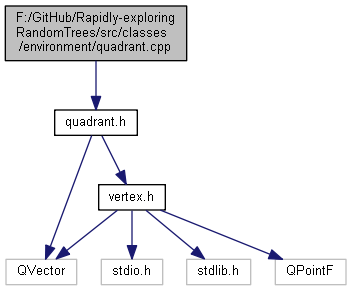 F:/GitHub/Rapidly-exploring
RandomTrees/src/classes
/environment/quadrant.cpp
quadrant.h
vertex.h
QVector
stdio.h
stdlib.h
QPointF